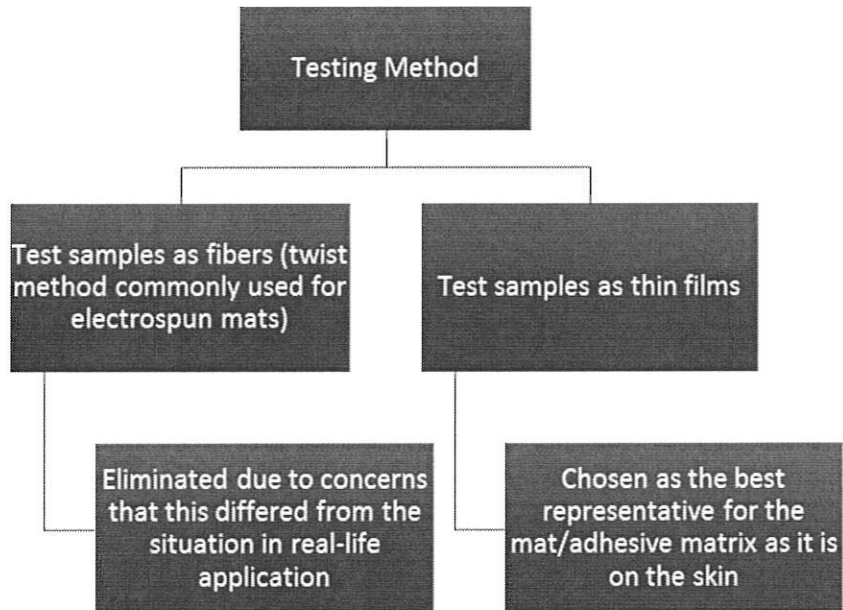 Testing Method
Test samples as fibers (twist
method commonly used for
electrospun mats)
Test samples as thin films
Eliminated due to concerns
that this differed from the
situation in real-life
application
Chosen as the best
representative for the
mat/adhesive matrix as it is
on the skin